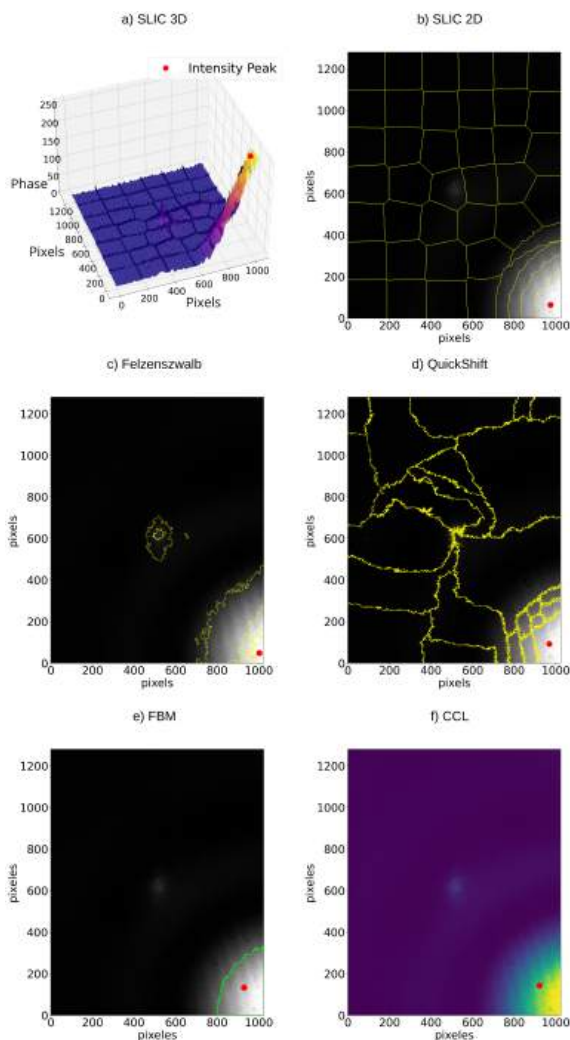 a) SLIC 3D
b) SLIC 2D
Intensity Peak
250
200
150
100
50
0
Phase
1200
1000
800
600
400
200
0
Pixels
0
200
400
600
800
1000
Pixels
1200
1000
800
600
400
200
0
pixels
0 200 400 600 800 1000
pixels
c) Felzenszwalb
d) QuickShift
1200
1000
800
600
400
200
0
pixels
0 200 400 600 800 1000
pixels
1200
1000
800
600
400
200
0
pixels
0 200 400 600 800 1000
pixels
e) FBM
f) CCL
1200
1000
800
600
400
200
0
pixeles
0 200 400 600 800 1000
pixeles
1200
1000
800
600
400
200
0
pixeles
0 200 400 600 800 1000
pixeles